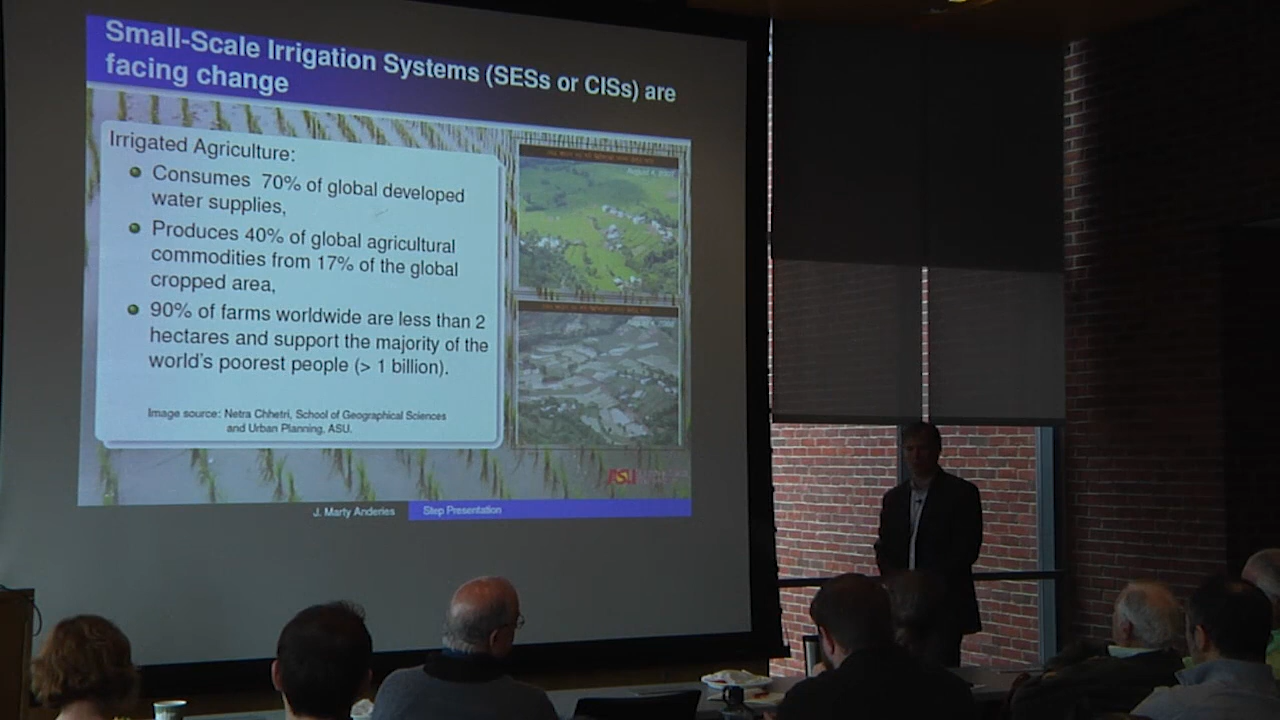 Small-Scale Irrigation Systems (SESs or CISs) are
facing change
Irrigated Agriculture:
Consumes 70% of global developed
water supplies,
Produces 40% of global agricultural
commodities from 17% of the global
cropped area,
90% of farms worldwide are less than 2
hectares and support the majority of the
world's poorest people (> 1 billion).
Image source: Netra Chhetri, School of Geographical Sciences
and Urban Planning, ASU.
ASU
J. Marty Anderies
Step Presentation